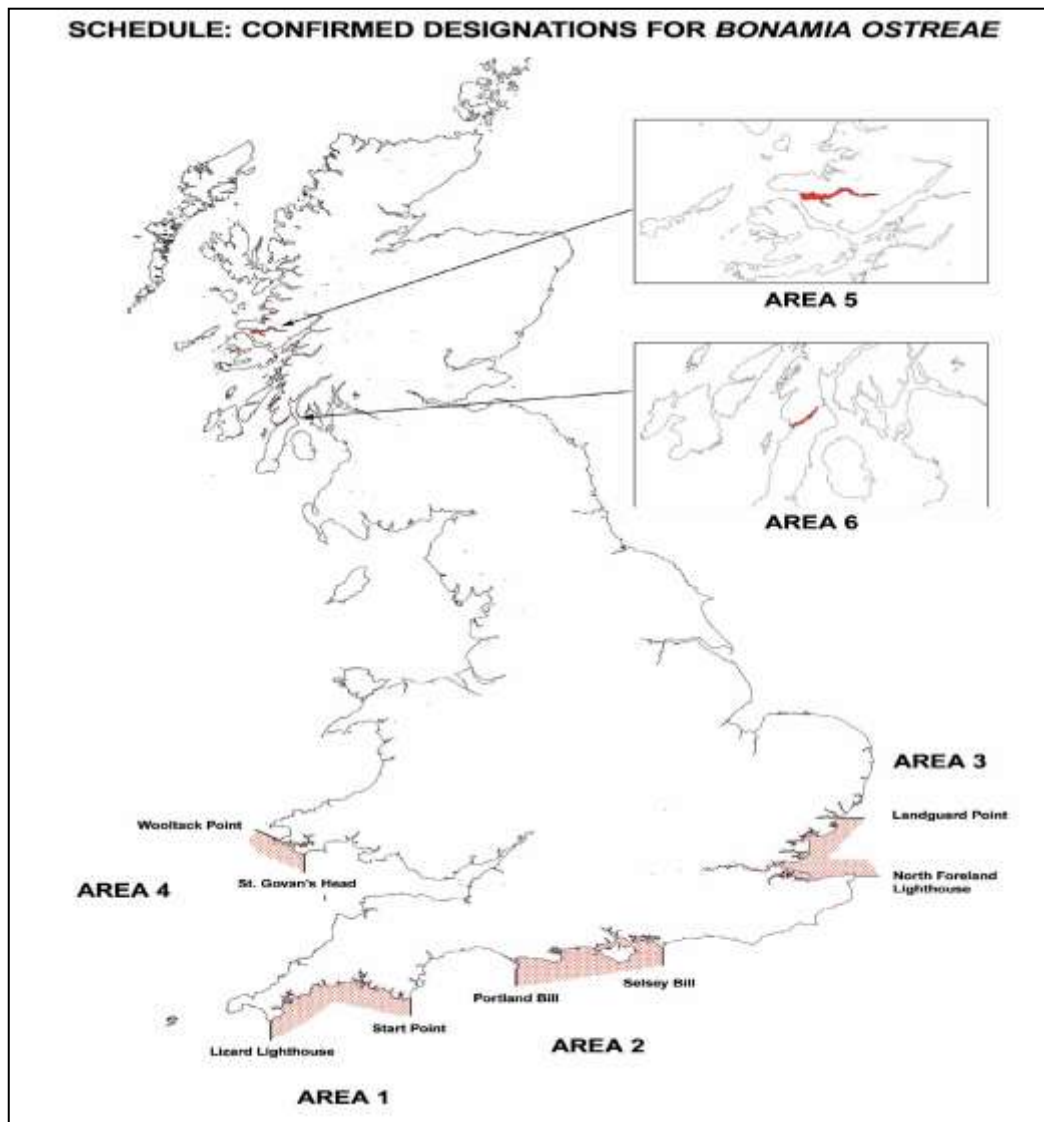 SCHEDULE: CONFIRMED DESIGNATIONS FOR BONAMIA OSTREAE
AREA 5
AREA 6
AREA 3
Landguard Point
North Foreland
Lighthouse
Wooltack Point
St. Govan's Head
AREA 4
Portland Bill
Selsey Bill
Start Point
Lizard Lighthouse
AREA 2
AREA 1